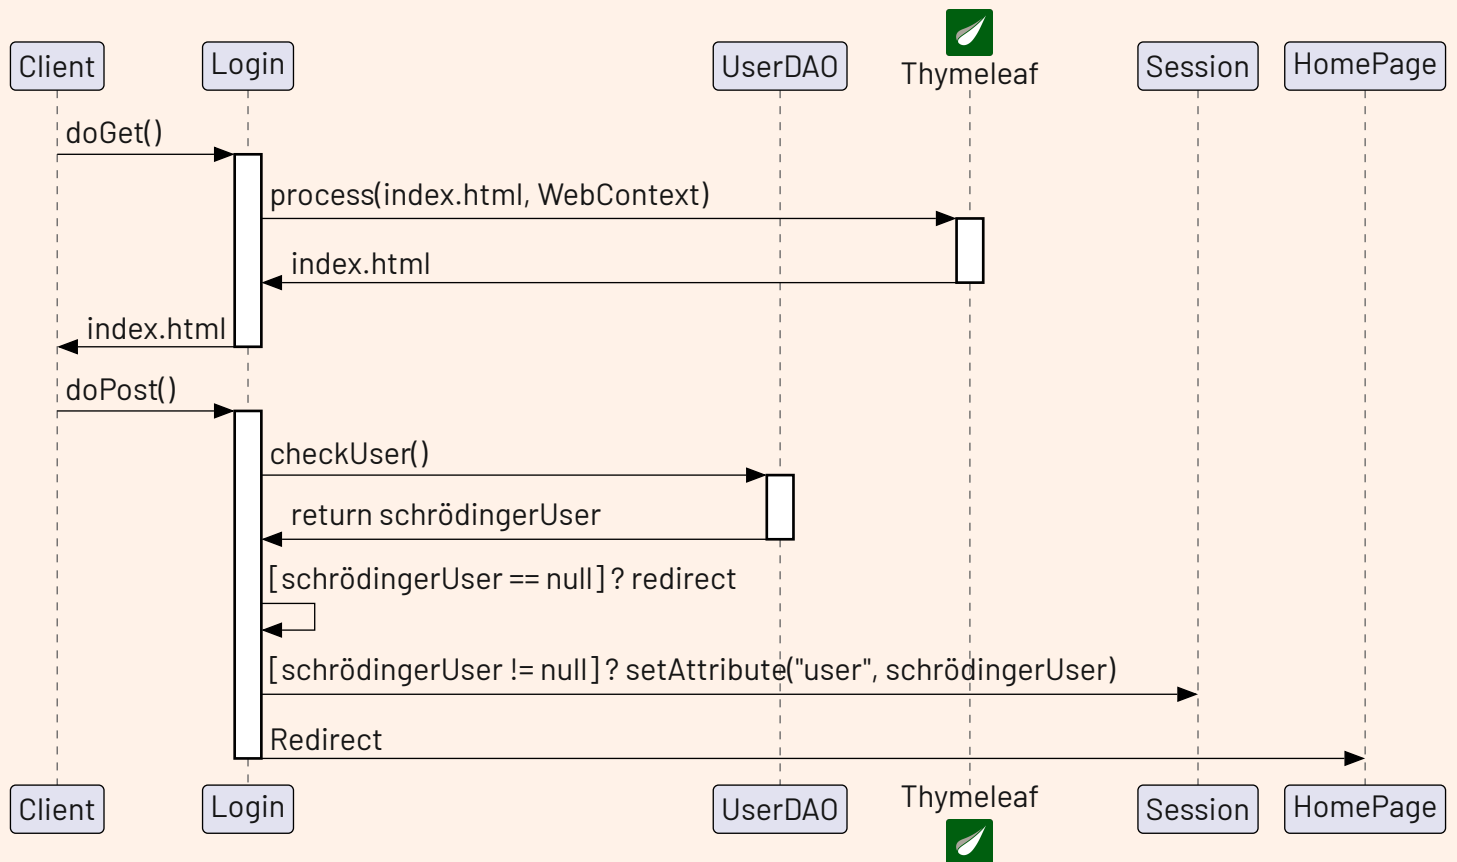 Client
Login
UserDAO
Thymeleaf
Session
HomePage
doGet()
process(index.html, WebContext)
index.html
index.html
doPost()
checkUser()
return schrödingerUser
[schrödingerUser == null] ? redirect
[schrödingerUser != null] ? setAttribute("user", schrödingerUser)
Redirect
Client
Login
UserDAO
Thymeleaf
Session
HomePage